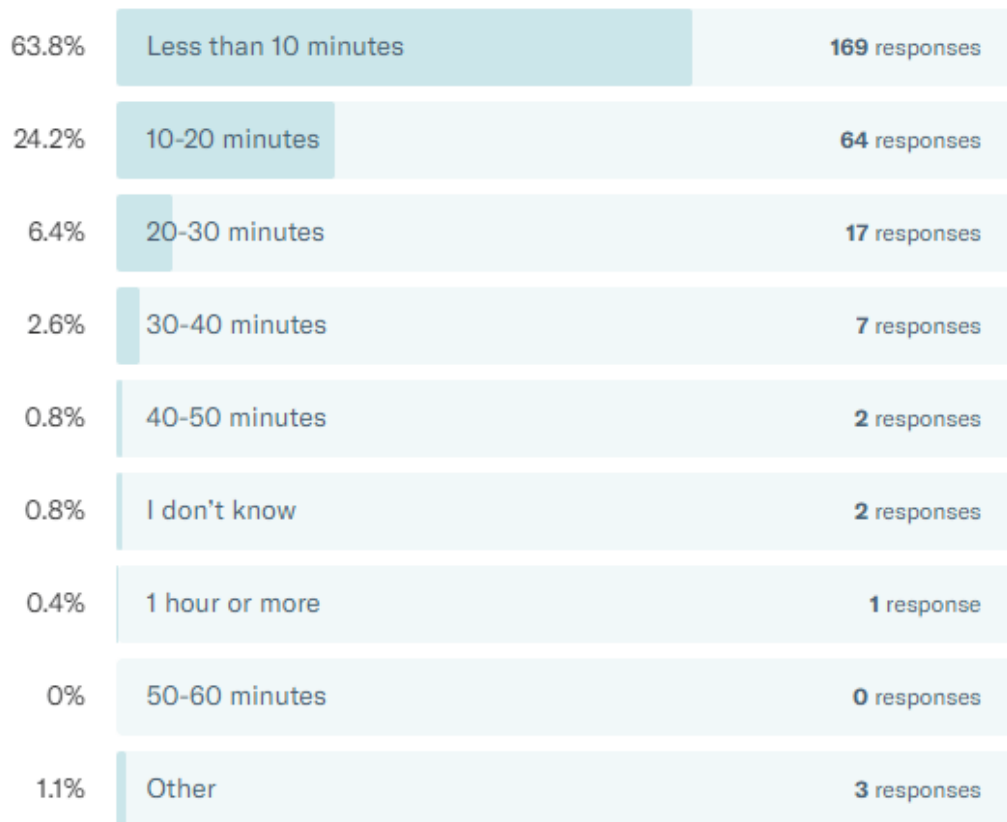 63.8% Less than 10 minutes 169 responses
24.2% 10-20 minutes 64 responses
6.4% 20-30 minutes 17 responses
2.6% 30-40 minutes 7 responses
0.8% 40-50 minutes 2 responses
0.8% I don’t know 2 responses
0.4% 1 hour or more 1 response
0% 50-60 minutes 0 responses
1.1% Other 3 responses